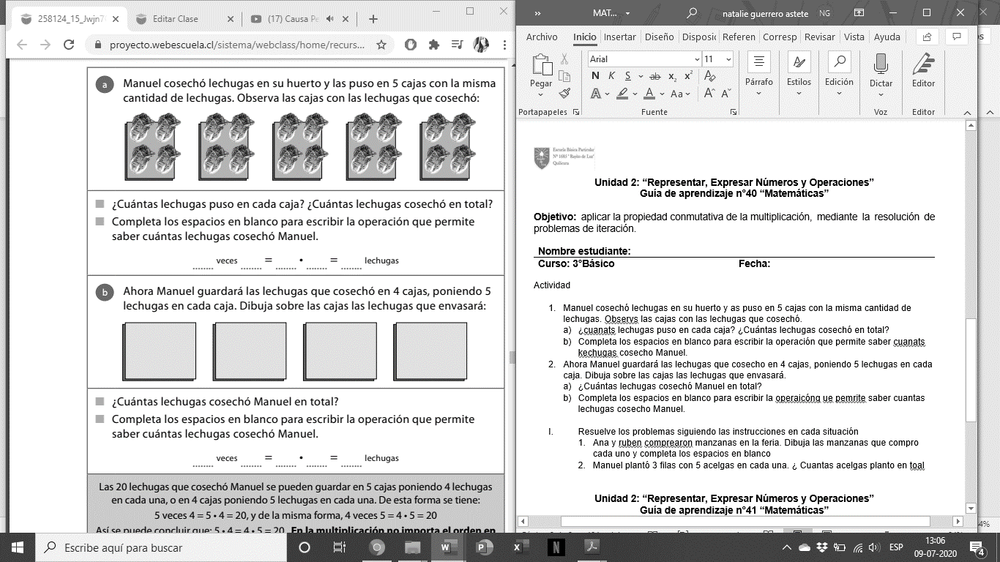 258124_15_Jwjn7
Editar Clase
(17) Causa Pe
proyecto.webescuela.cl/sistema/webclass/home/recurs...
a
Manuel cosechó lechugas en su huerto y las puso en 5 cajas con la misma
cantidad de lechugas. Observa las cajas con las lechugas que cosechó:
¿Cuántas lechugas puso en cada caja? ¿Cuántas lechugas cosechó en total?
Completa los espacios en blanco para escribir la operación que permite
saber cuántas lechugas cosechó Manuel.
........ veces ........ = ........ • ........ = ........ lechugas
b
Ahora Manuel guardará las lechugas que cosechó en 4 cajas, poniendo 5
lechugas en cada caja. Dibuja sobre las cajas las lechugas que envasará:
¿Cuántas lechugas cosechó Manuel en total?
Completa los espacios en blanco para escribir la operación que permite
saber cuántas lechugas cosechó Manuel.
........ veces ........ = ........ • ........ = ........ lechugas
Las 20 lechugas que cosechó Manuel se pueden guardar en 5 cajas poniendo 4 lechugas
en cada una, o en 4 cajas poniendo 5 lechugas en cada una. De esta forma se tiene:
5 veces 4 = 5 • 4 = 20, y de la misma forma, 4 veces 5 = 4 • 5 = 20
Así se puede concluir que: 5 • 4 = 4 • 5 = 20. En la multiplicación no importa el orden en
MAT...
natalie guerrero astete NG
Archivo Inicio Insertar Diseño Disposic Referen Corresp Revisar Vista Ayuda
Arial 11
Pegar
N K S ab x₂ x²
A A Aa A A
Párrafo Estilos Edición Dictar Editor
Portapapeles Fuente Voz Editor
Escuela Básica Particular
Nº 1683 "Rayito de Luz"
Quilicura
Unidad 2: “Representar, Expresar Números y Operaciones”
Guía de aprendizaje n°40 “Matemáticas”
Objetivo: aplicar la propiedad conmutativa de la multiplicación, mediante la resolución de
problemas de iteración.
Nombre estudiante:
Curso: 3°Básico Fecha:
Actividad
1. Manuel cosechó lechugas en su huerto y as puso en 5 cajas con la misma cantidad de
lechugas. Observs las cajas con las lechugas que cosechó.
a) ¿cuanats lechugas puso en cada caja? ¿Cuántas lechugas cosechó en total?
b) Completa los espacios en blanco para escribir la operación que permite saber cuanats
kechugas cosecho Manuel.
2. Ahora Manuel guardará las lechugas que cosecho en 4 cajas, poniendo 5 lechugas en cada
caja. Dibuja sobre las cajas las lechugas que envasará.
a) ¿Cuántas lechugas cosechó Manuel en total?
b) Completa los espacios en blanco para escribir la operaicónq ue pemrite saber cuantas
lechugas cosecho Manuel.
I. Resuelve los problemas siguiendo las instrucciones en cada situación
1. Ana y ruben comprearon manzanas en la feria. Dibuja las manzanas que compro
cada uno y completa los espacios en blanco
2. Manuel plantó 3 filas con 5 acelgas en cada una. ¿ Cuantas acelgas planto en toal
Unidad 2: “Representar, Expresar Números y Operaciones”
Guía de aprendizaje n°41 “Matemáticas”
Escribe aquí para buscar
ESP
13:06
09-07-2020
4